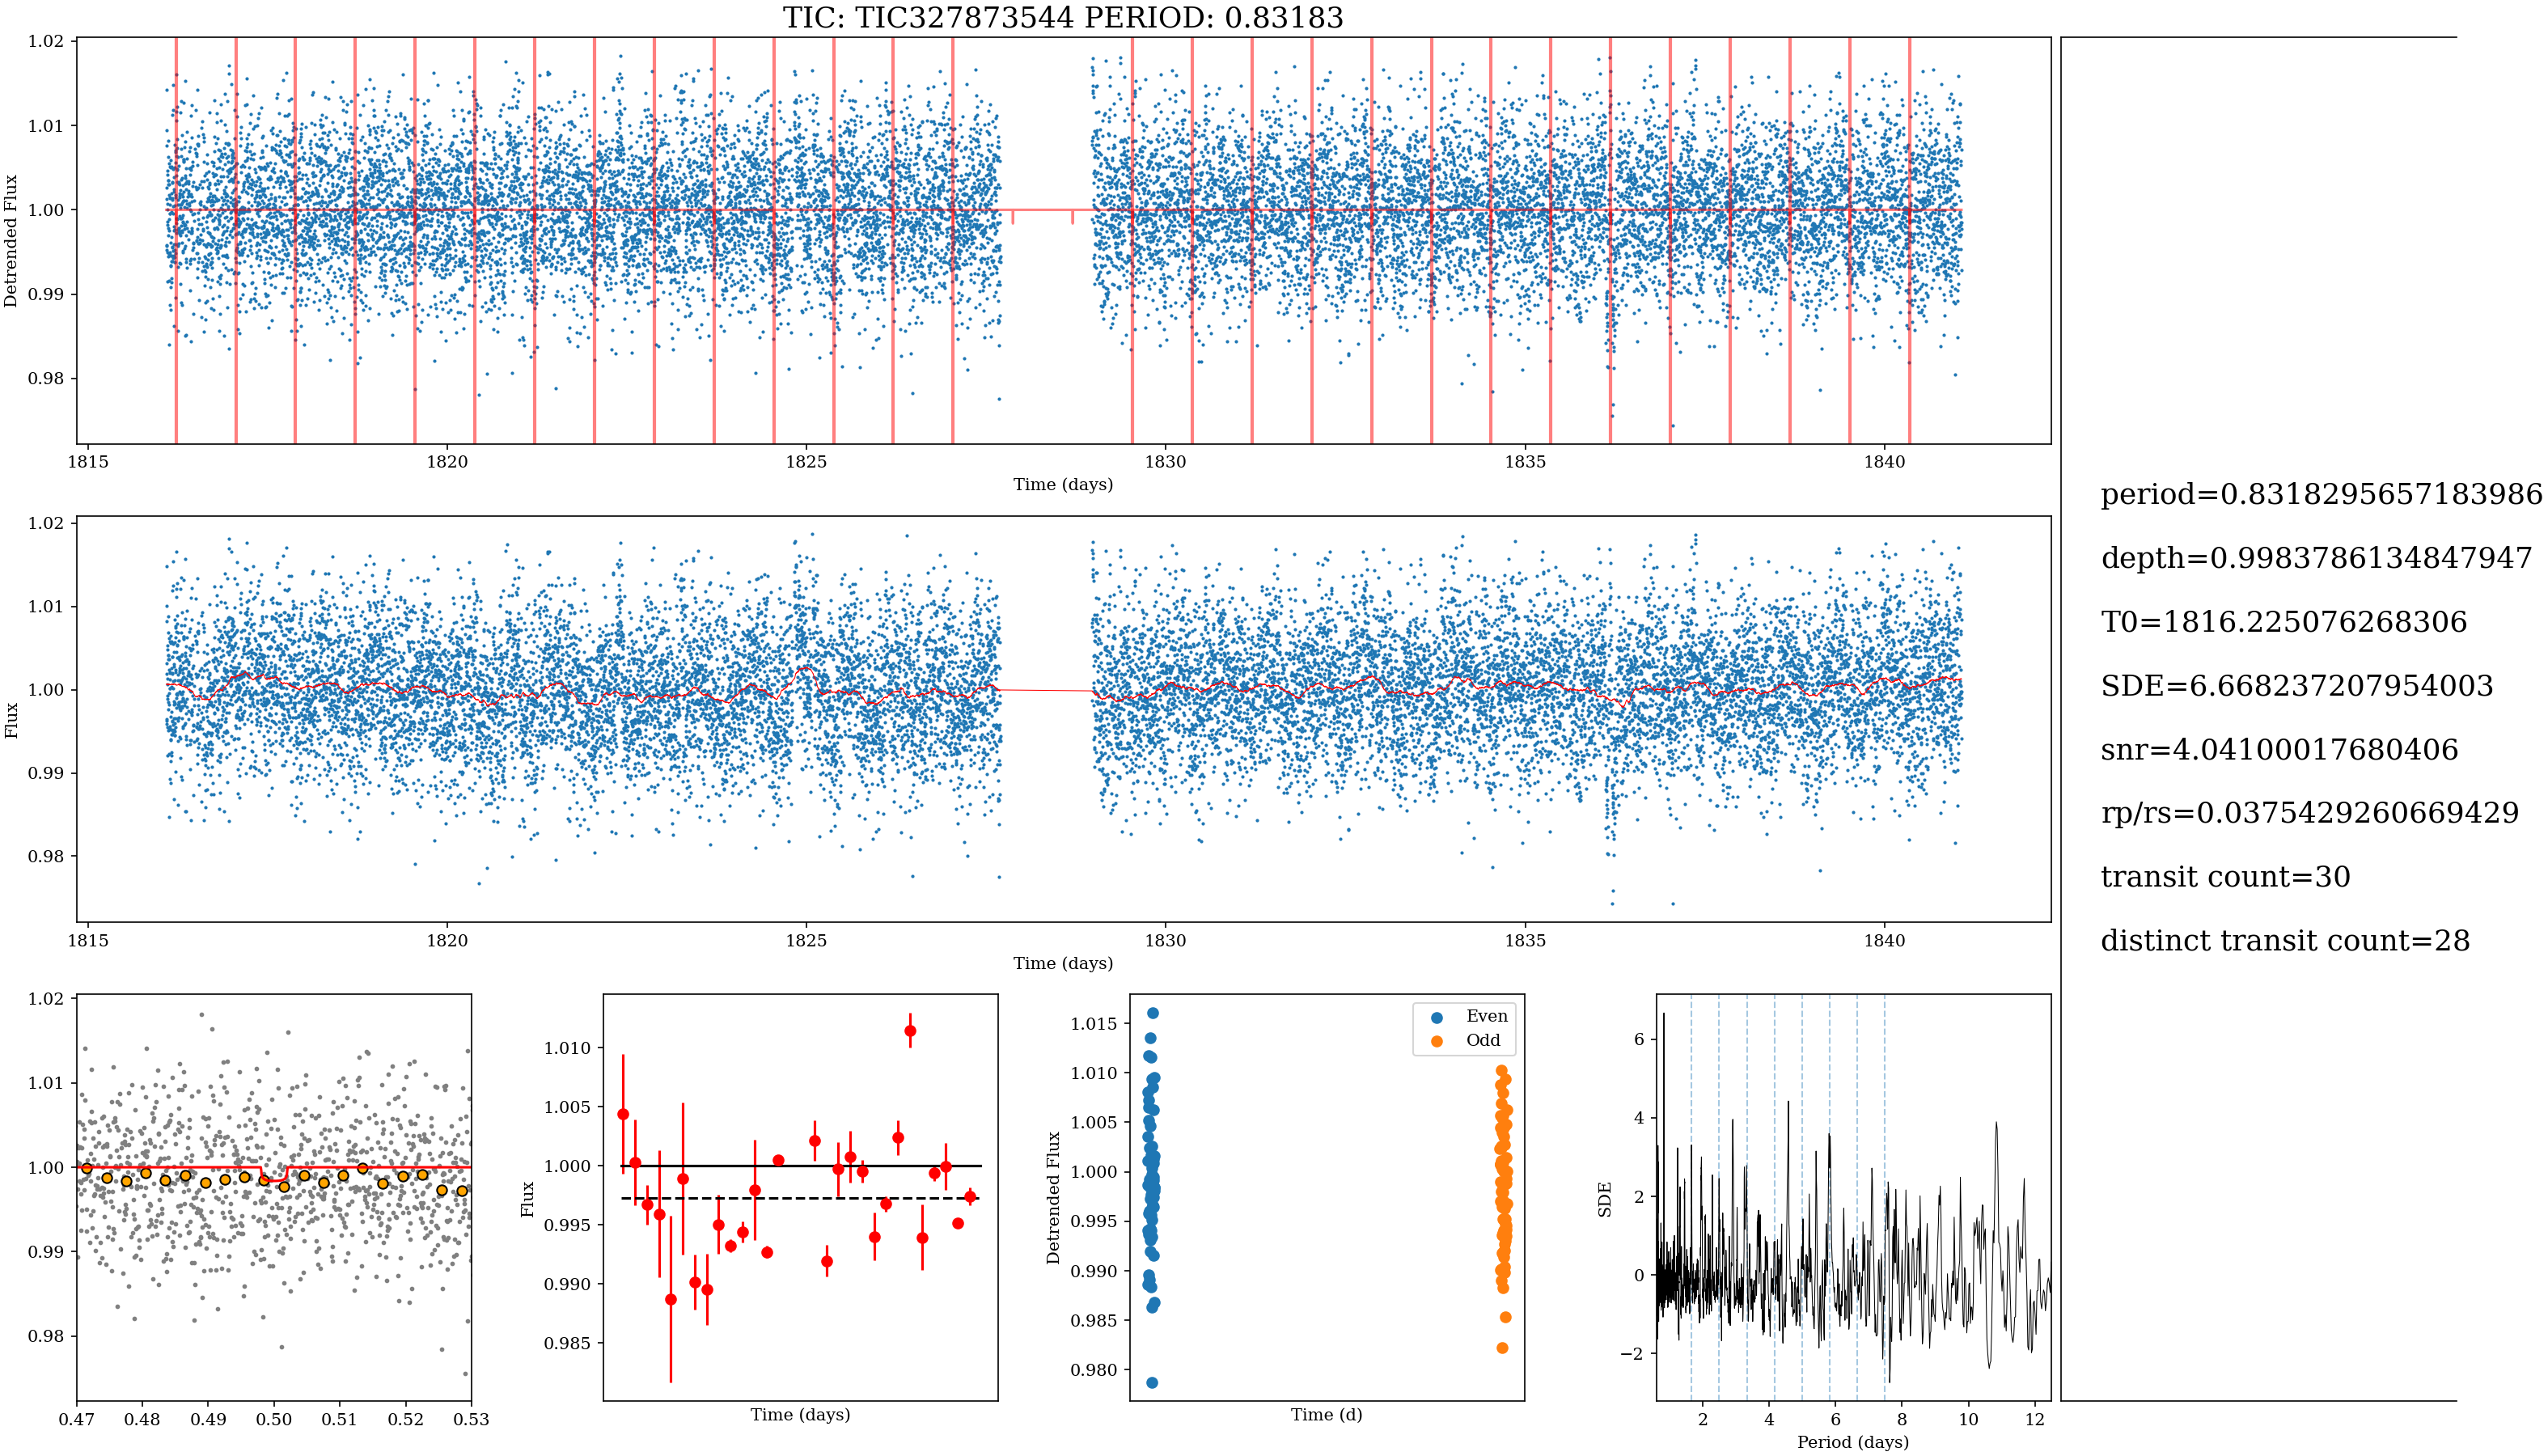 TIC: TIC327873544 PERIOD: 0.83183
1.02
1.01
1.00
0.99
0.98
Detrended Flux
1815
1820
1825
1830
1835
1840
Time (days)
period=0.8318295657183986
depth=0.9983786134847947
T0=1816.225076268306
SDE=6.668237207954003
snr=4.04100017680406
rp/rs=0.0375429260669429
transit count=30
distinct transit count=28
1.02
1.01
1.00
0.99
0.98
Flux
1815
1820
1825
1830
1835
1840
Time (days)
1.02
1.01
1.00
0.99
0.98
0.47
0.48
0.49
0.50
0.51
0.52
0.53
1.010
1.005
1.000
0.995
0.990
0.985
Flux
Time (days)
1.015
1.010
1.005
1.000
0.995
0.990
0.985
0.980
Detrended Flux
Even
Odd
Time (d)
6
4
2
0
−2
SDE
2
4
6
8
10
12
Period (days)